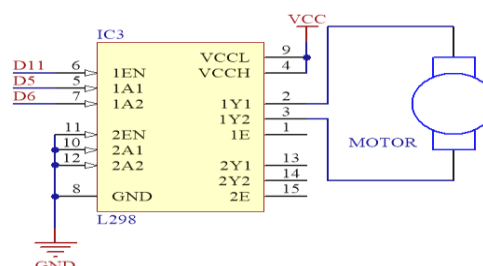 IC3
VCC
D11 6 1EN
D5 5 1A1
D6 7 1A2
11 2EN
10 2A1
12 2A2
8 GND
VCCL 9
VCCH 4
1Y1 2
1Y2 3
1E 1
2Y1 13
2Y2 14
2E 15
MOTOR
L298
GND